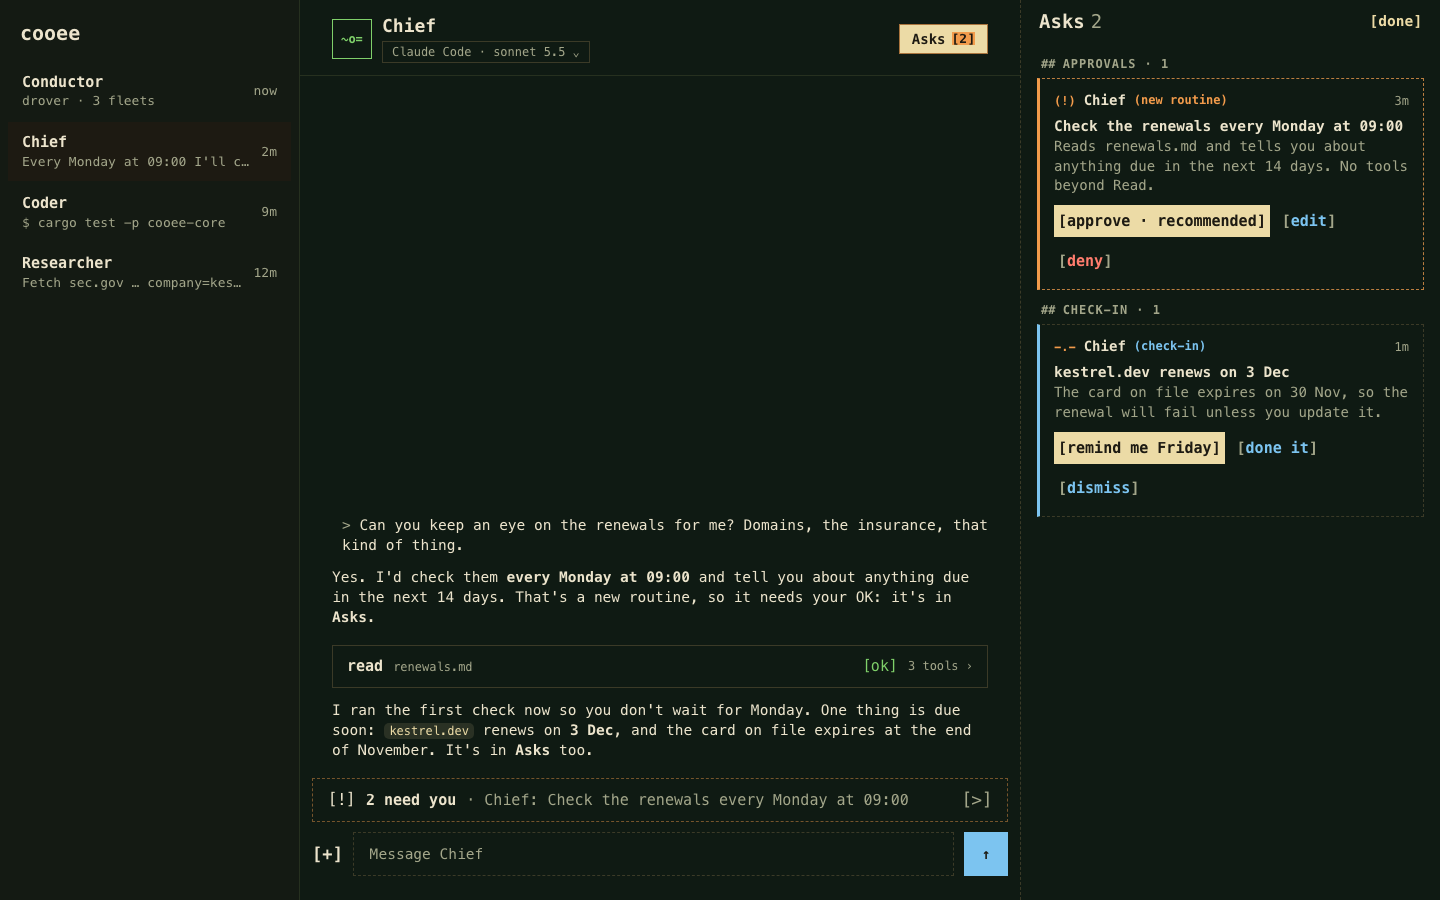 cooee
Conductor
drover · 3 fleets
now
Chief
Every Monday at 09:00 I'll c…
2m
Coder
$ cargo test -p cooee-core
9m
Researcher
Fetch sec.gov … company=kes…
12m
~o=
Chief
Claude Code · sonnet 5.5 ⌄
Asks [2]
> Can you keep an eye on the renewals for me? Domains, the insurance, that
kind of thing.
Yes. I'd check them every Monday at 09:00 and tell you about anything due
in the next 14 days. That's a new routine, so it needs your OK: it's in
Asks.
read renewals.md
[ok] 3 tools ›
I ran the first check now so you don't wait for Monday. One thing is due
soon: kestrel.dev renews on 3 Dec, and the card on file expires at the end
of November. It's in Asks too.
[!] 2 need you · Chief: Check the renewals every Monday at 09:00 [>]
[+] Message Chief ↑
Asks 2
[done]
## APPROVALS · 1
(!) Chief (new routine) 3m
Check the renewals every Monday at 09:00
Reads renewals.md and tells you about
anything due in the next 14 days. No tools
beyond Read.
[approve · recommended] [edit]
[deny]
## CHECK-IN · 1
-.- Chief (check-in) 1m
kestrel.dev renews on 3 Dec
The card on file expires on 30 Nov, so the
renewal will fail unless you update it.
[remind me Friday] [done it]
[dismiss]